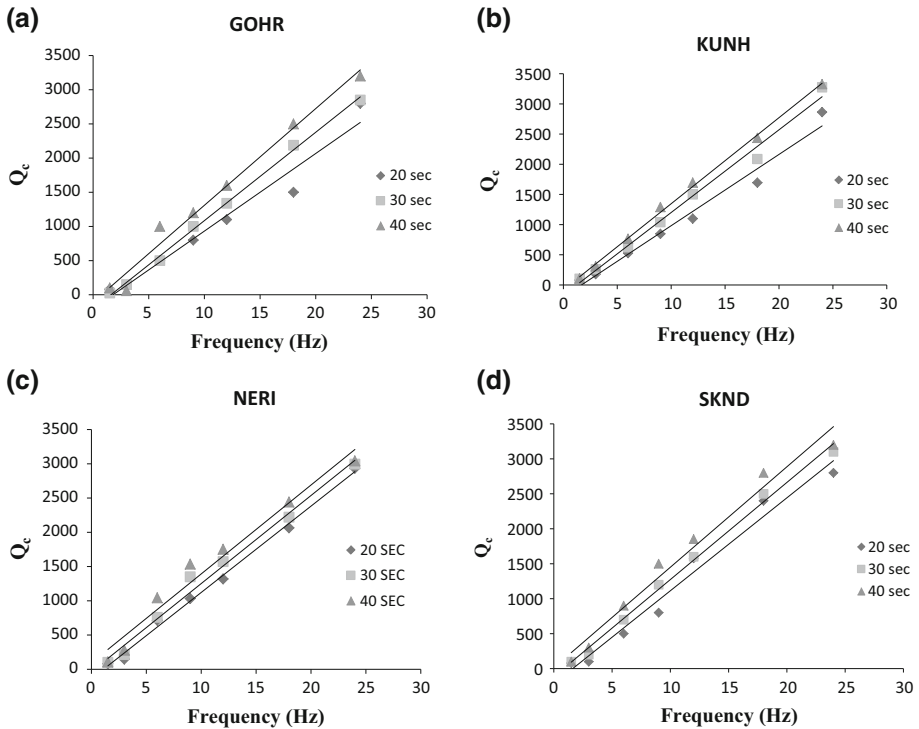 (a)
GOHR
3500
3000
2500
2000
1500
1000
500
0
Qc
0 5 10 15 20 25 30
Frequency (Hz)
20 sec
30 sec
40 sec
(b)
KUNH
4000
3500
3000
2500
2000
1500
1000
500
0
Qc
0 5 10 15 20 25 30
Frequency (Hz)
20 sec
30 sec
40 sec
(c)
NERI
3500
3000
2500
2000
1500
1000
500
0
Qc
0 5 10 15 20 25 30
Frequency (Hz)
20 SEC
30 SEC
40 SEC
(d)
SKND
4000
3500
3000
2500
2000
1500
1000
500
0
Qc
0 5 10 15 20 25 30
Frequency (Hz)
20 sec
30 sec
40 sec